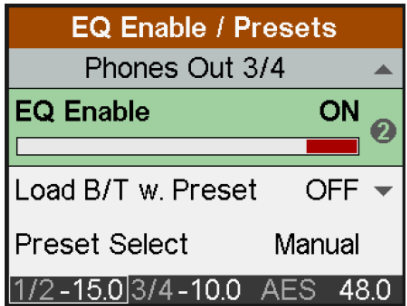 EQ Enable / Presets
Phones Out 3/4
EQ Enable ON
2
Load B/T w. Preset OFF
Preset Select Manual
1/2 -15.0 3/4 -10.0 AES 48.0